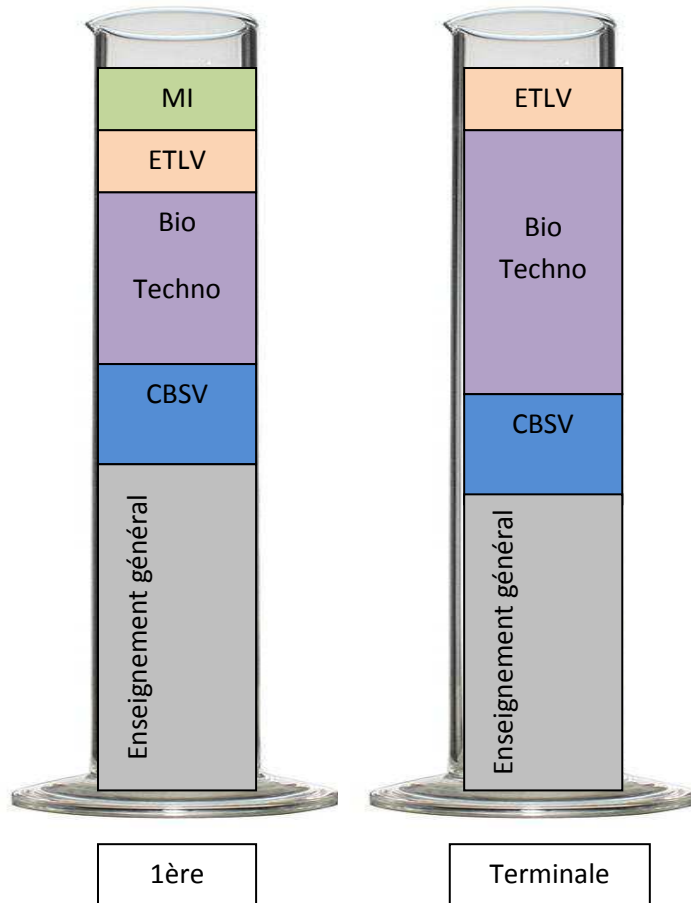 MI
ETLV
Bio
Techno
CBSV
Enseignement général
1ère
ETLV
Bio
Techno
CBSV
Enseignement général
Terminale